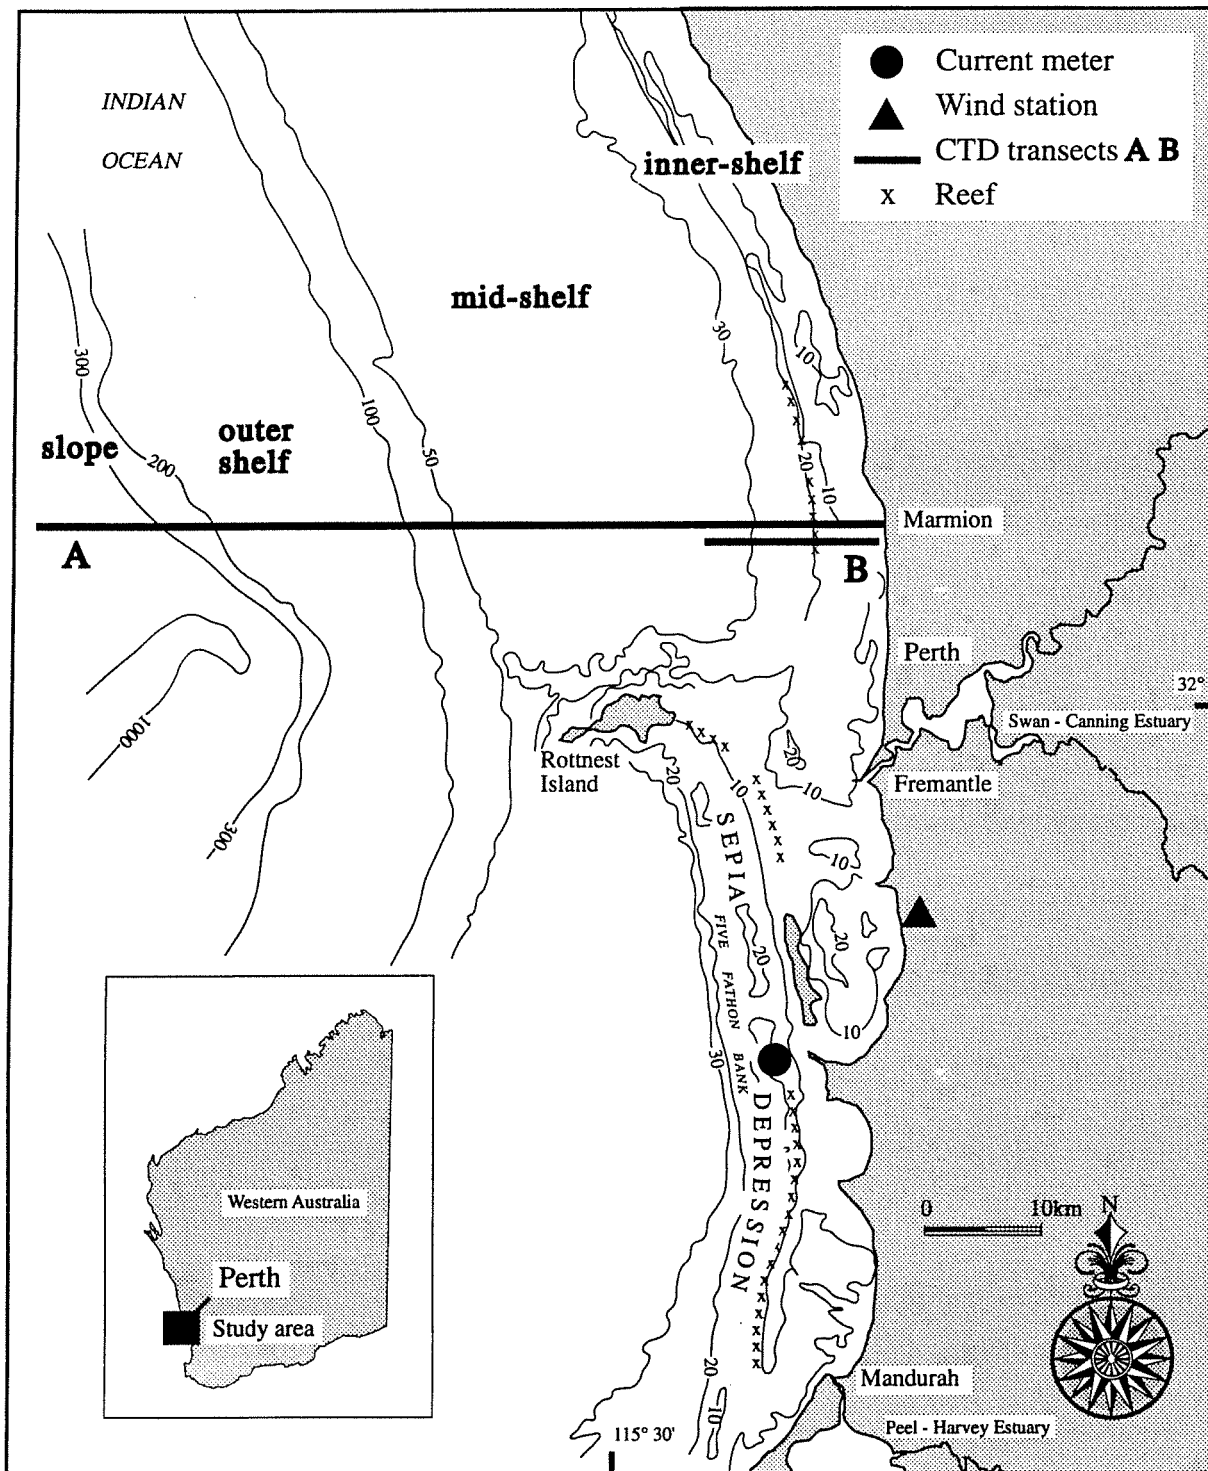 INDIAN
OCEAN
Current meter
Wind station
CTD transects A B
x Reef
inner-shelf
mid-shelf
30
10
300
100
outer
shelf
slope
200
50
20
10
A
B
Marmion
Perth
32°
Swan - Canning Estuary
1000
Rottnest
Island
20
20
10
10
Fremantle
300
SEPIA
10
FIVE
FATHON
BANK
20
20
10
30
DEPRESSION
Western Australia
Perth
Study area
0 10km
N
20
10
Mandurah
Peel - Harvey Estuary
115° 30'